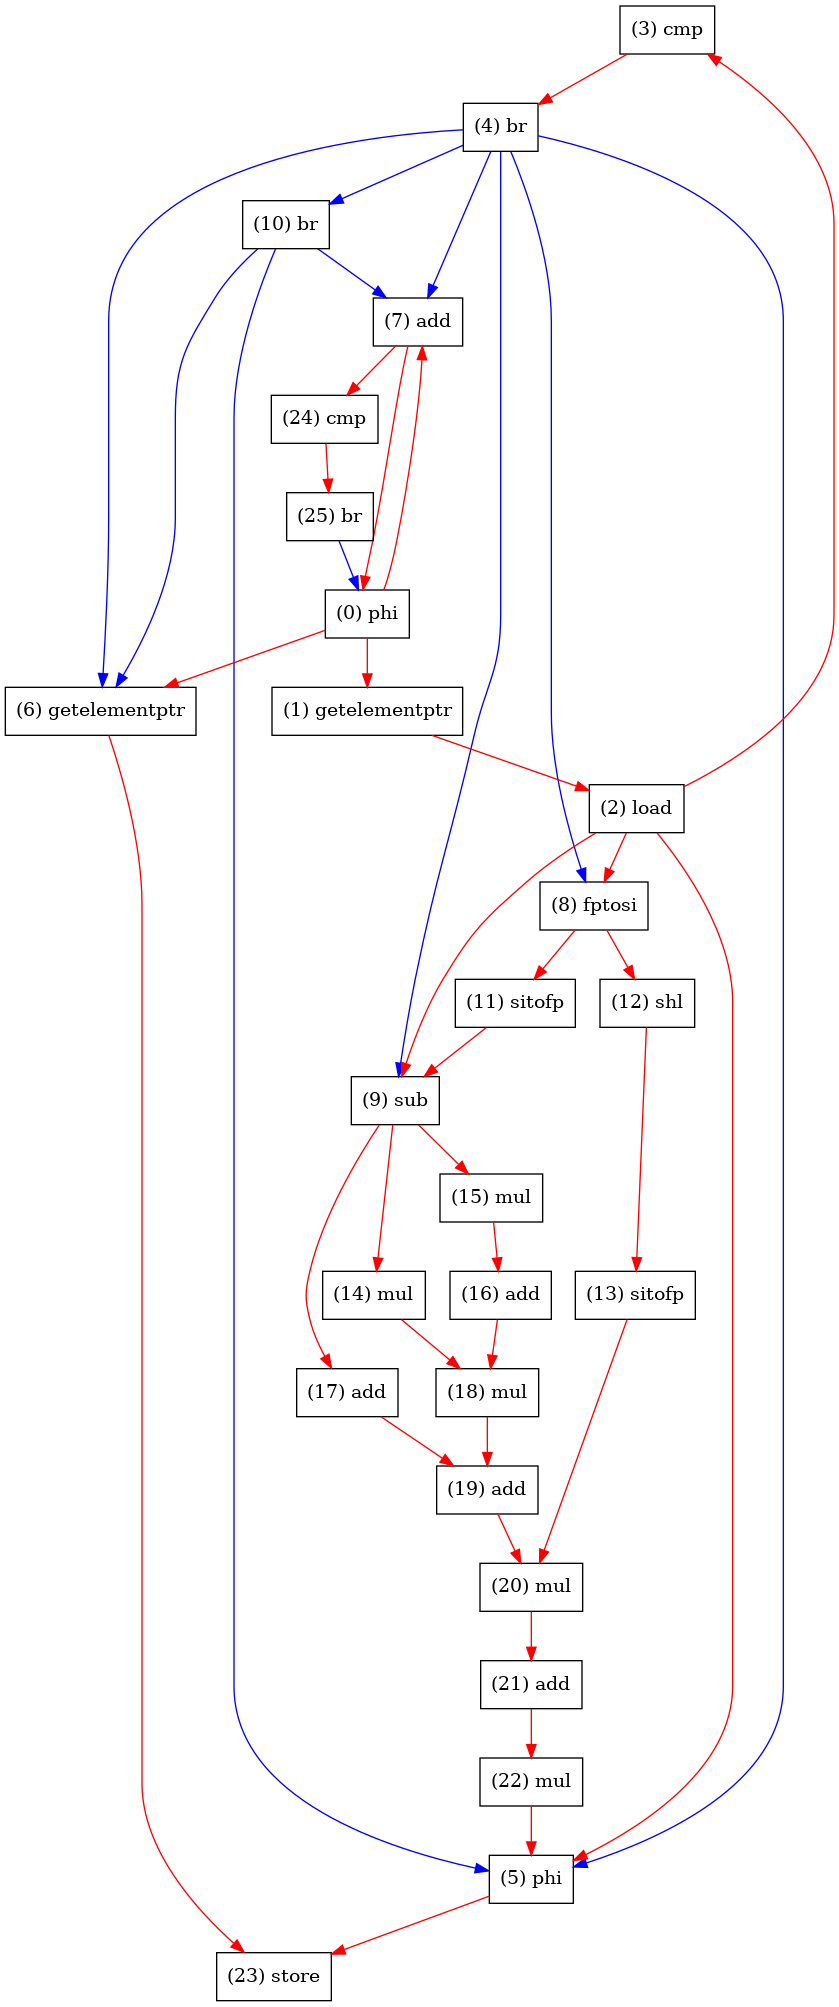 (3) cmp
(4) br
(10) br
(7) add
(24) cmp
(25) br
(0) phi
(6) getelementptr
(1) getelementptr
(2) load
(8) fptosi
(11) sitofp
(12) shl
(9) sub
(15) mul
(14) mul
(16) add
(13) sitofp
(17) add
(18) mul
(19) add
(20) mul
(21) add
(22) mul
(5) phi
(23) store